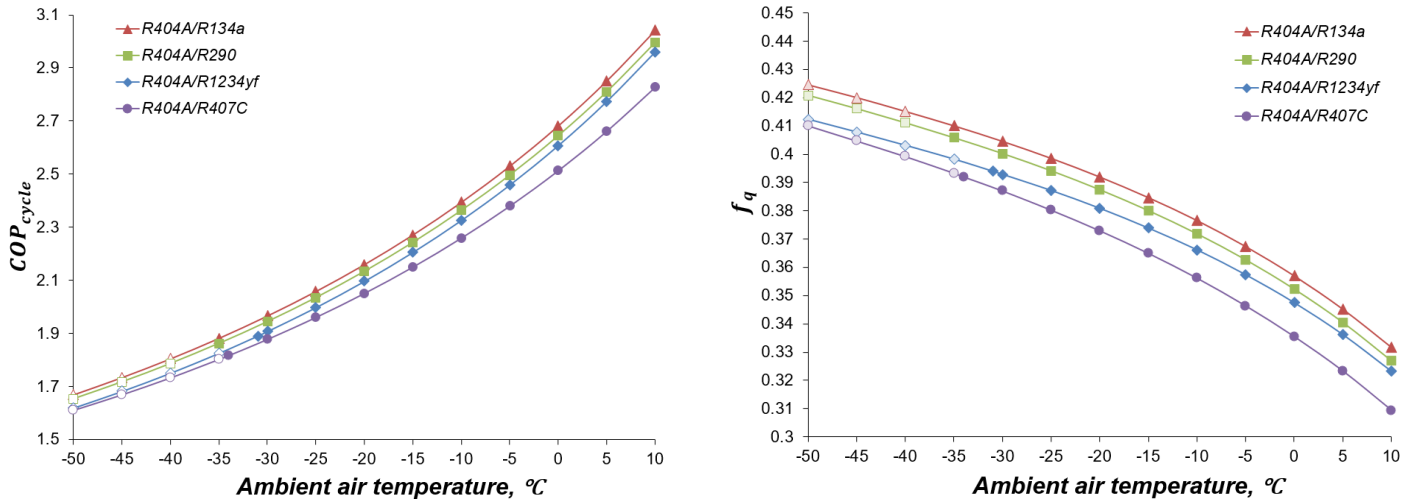 3.1
2.9
2.7
2.5
2.3
2.1
1.9
1.7
1.5
COPcycle
R404A/R134a
R404A/R290
R404A/R1234yf
R404A/R407C
-50 -45 -40 -35 -30 -25 -20 -15 -10 -5 0 5 10
Ambient air temperature, °C
0.45
0.44
0.43
0.42
0.41
0.4
0.39
0.38
0.37
0.36
0.35
0.34
0.33
0.32
0.31
0.3
fq
R404A/R134a
R404A/R290
R404A/R1234yf
R404A/R407C
-50 -45 -40 -35 -30 -25 -20 -15 -10 -5 0 5 10
Ambient air temperature, °C